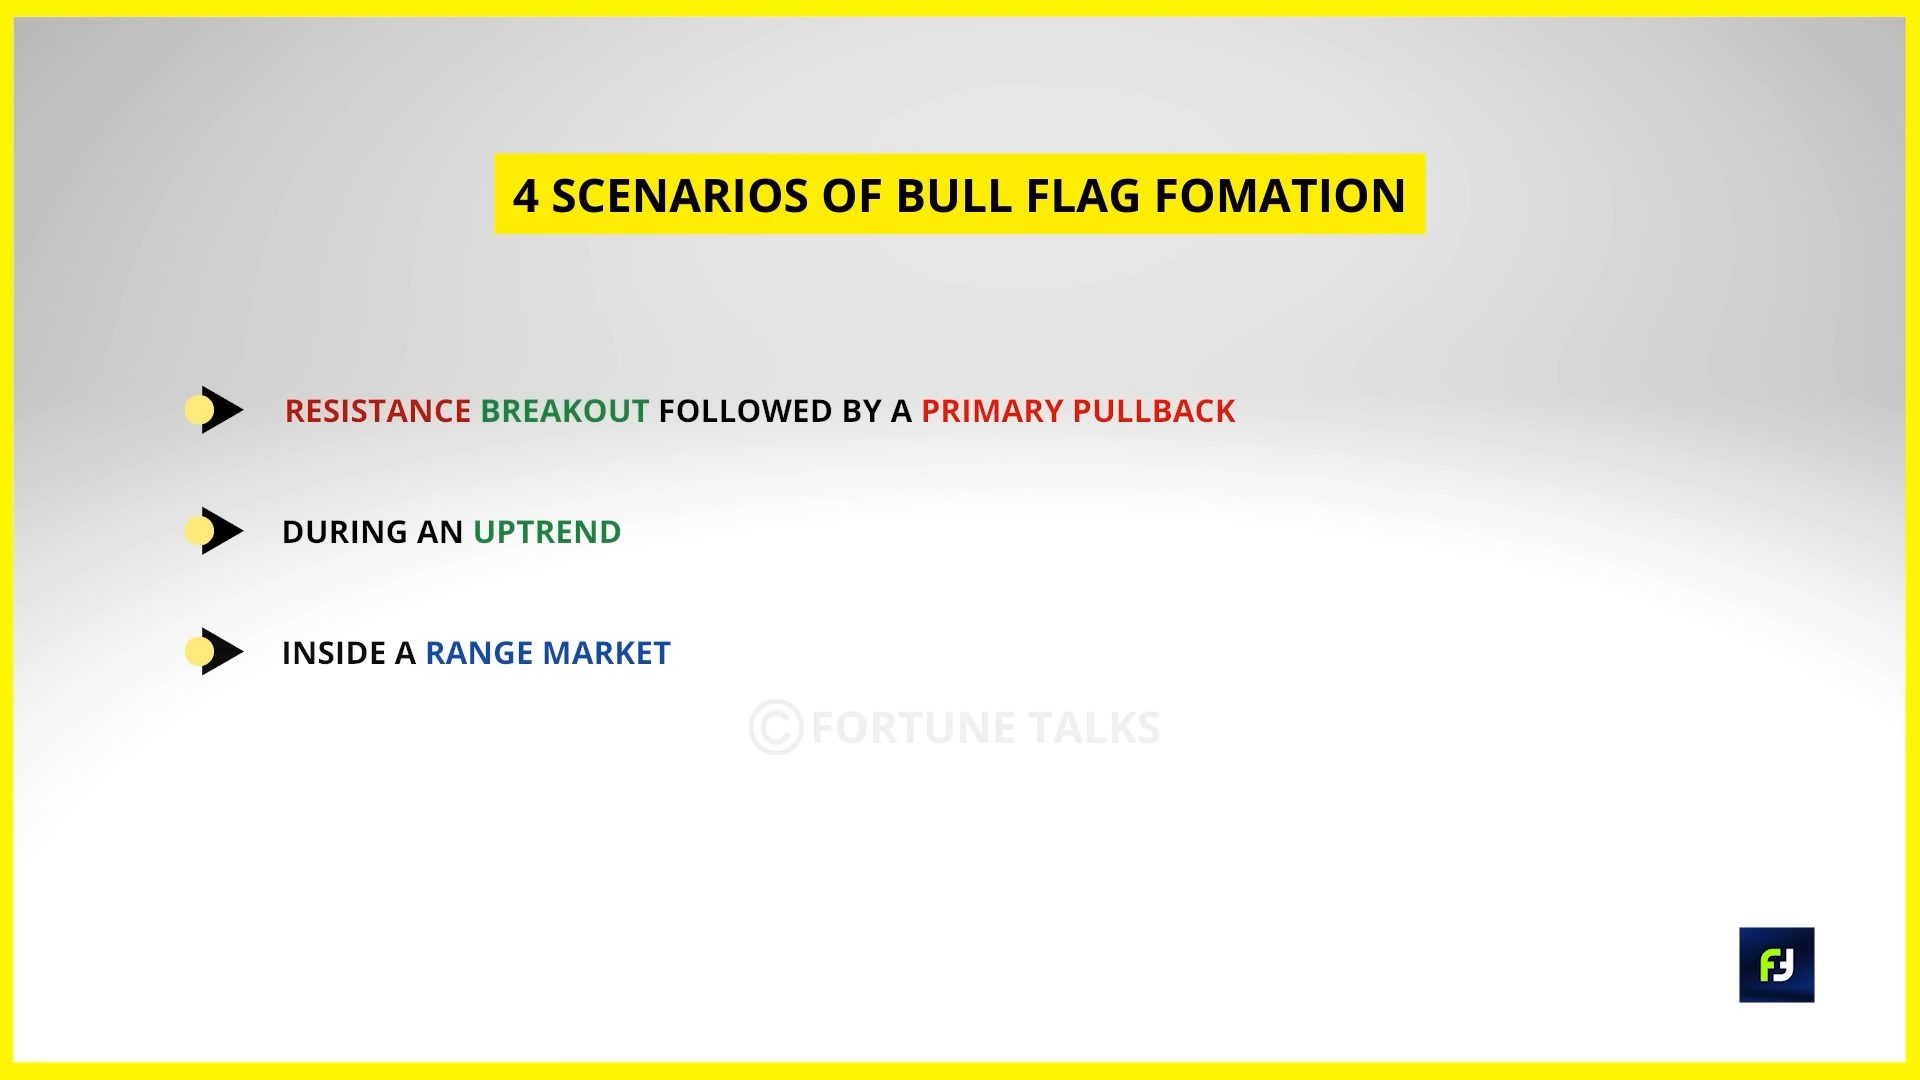 4 SCENARIOS OF BULL FLAG FOMATION
RESISTANCE BREAKOUT FOLLOWED BY A PRIMARY PULLBACK
DURING AN UPTREND
INSIDE A RANGE MARKET
© FORTUNE TALKS